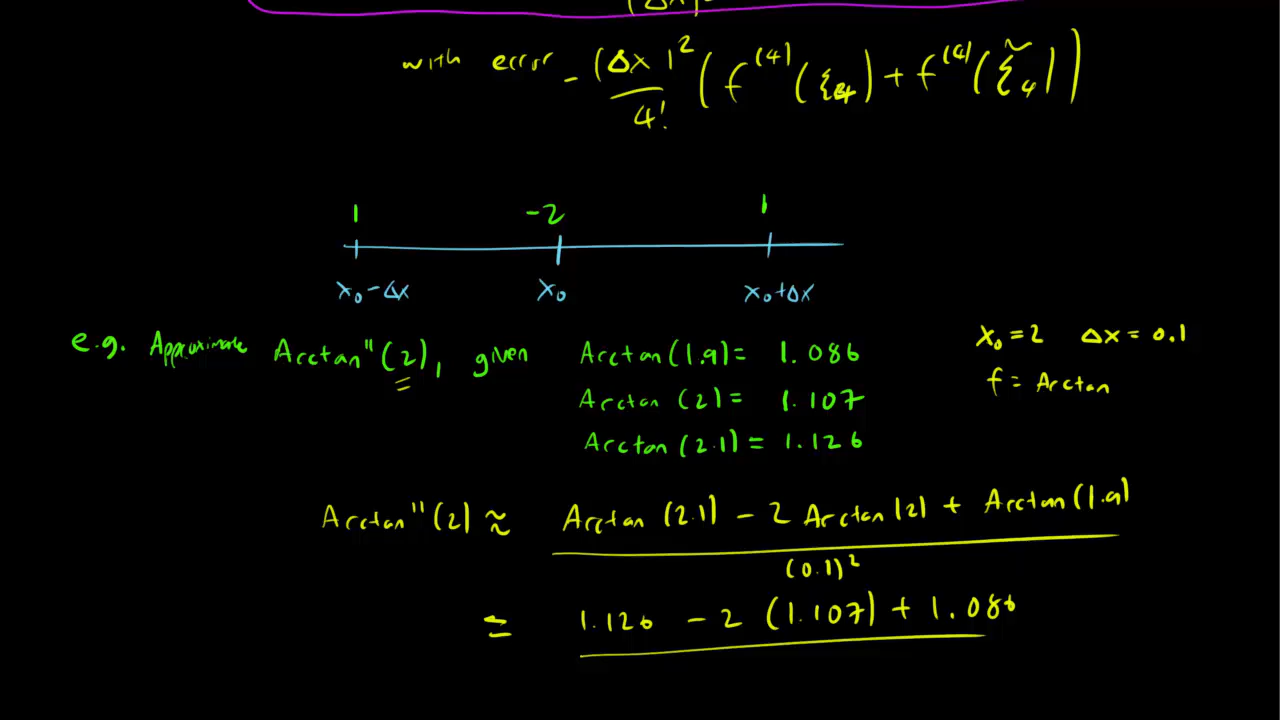 (Δx)²
with error - (Δx)² / 4! ( f⁽⁴⁾(ξ₄) + f⁽⁴⁾(ξ̃₄) )
1 -2 1
x₀-Δx x₀ x₀+Δx
e.g. Approximate Arctan''(2), given Arctan(1.9) = 1.086
Arctan (2) = 1.107
Arctan (2.1) = 1.126
x₀ = 2 Δx = 0.1
f = Arctan
Arctan''(2) ≈ Arctan (2.1) - 2 Arctan(2) + Arctan(1.9)
(0.1)²
= 1.126 - 2 (1.107) + 1.086